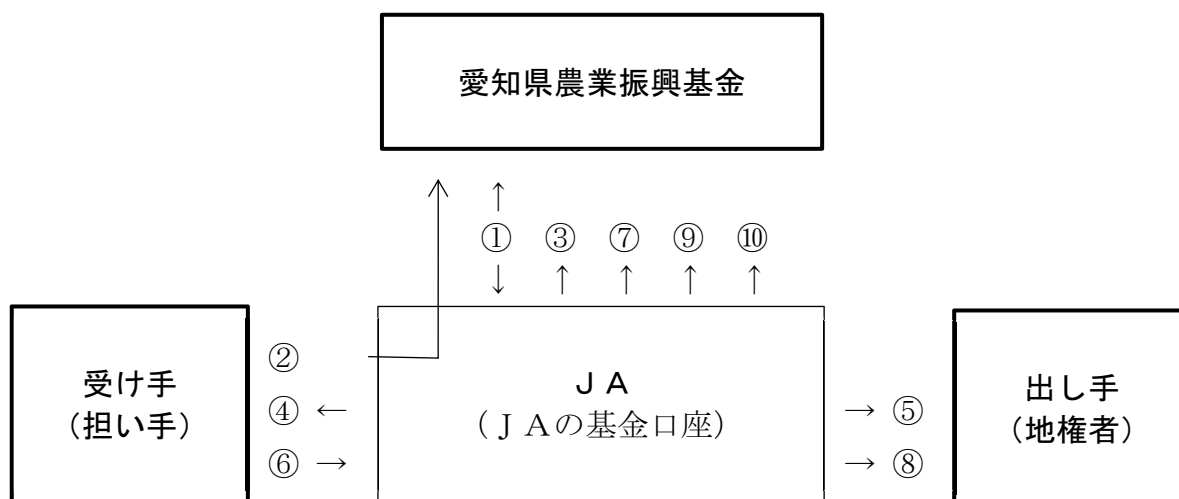 愛知県農業振興基金
↑
① ③ ⑦ ⑨ ⑩
↓ ↑ ↑ ↑ ↑
受け手
(担い手)
②
④ ←
⑥ →
JA
(JAの基金口座)
→ ⑤
→ ⑧
出し手
(地権者)